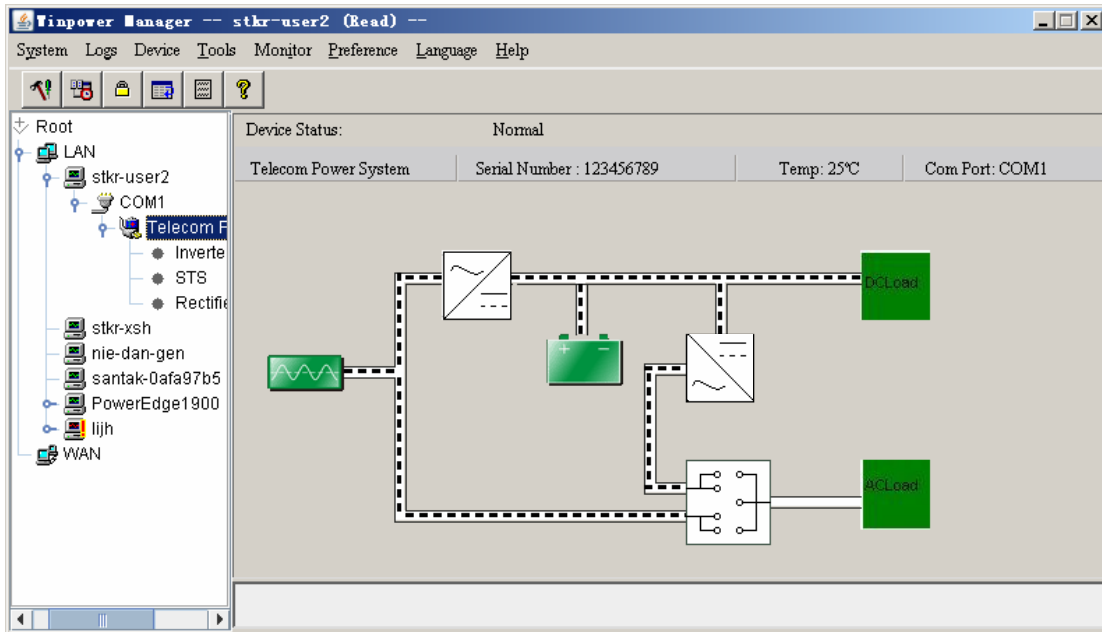 Winpower Manager -- stkr-user2 (Read) --
System Logs Device Tools Monitor Preference Language Help
Root
LAN
stkr-user2
COM1
Telecom P
Inverte
STS
Rectifie
stkr-xsh
nie-dan-gen
santak-0afa97b5
PowerEdge1900
lijh
WAN
Device Status: Normal
Telecom Power System Serial Number : 123456789 Temp: 25℃ Com Port: COM1
DCLoad
ACLoad